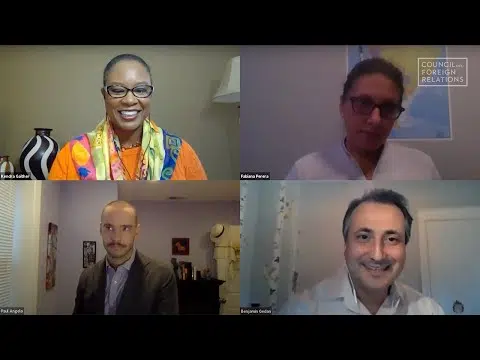 COUNCIL on
FOREIGN
RELATIONS
Kendra Gaither
Fabiana Perera
Paul Angelo
Benjamin Gedan